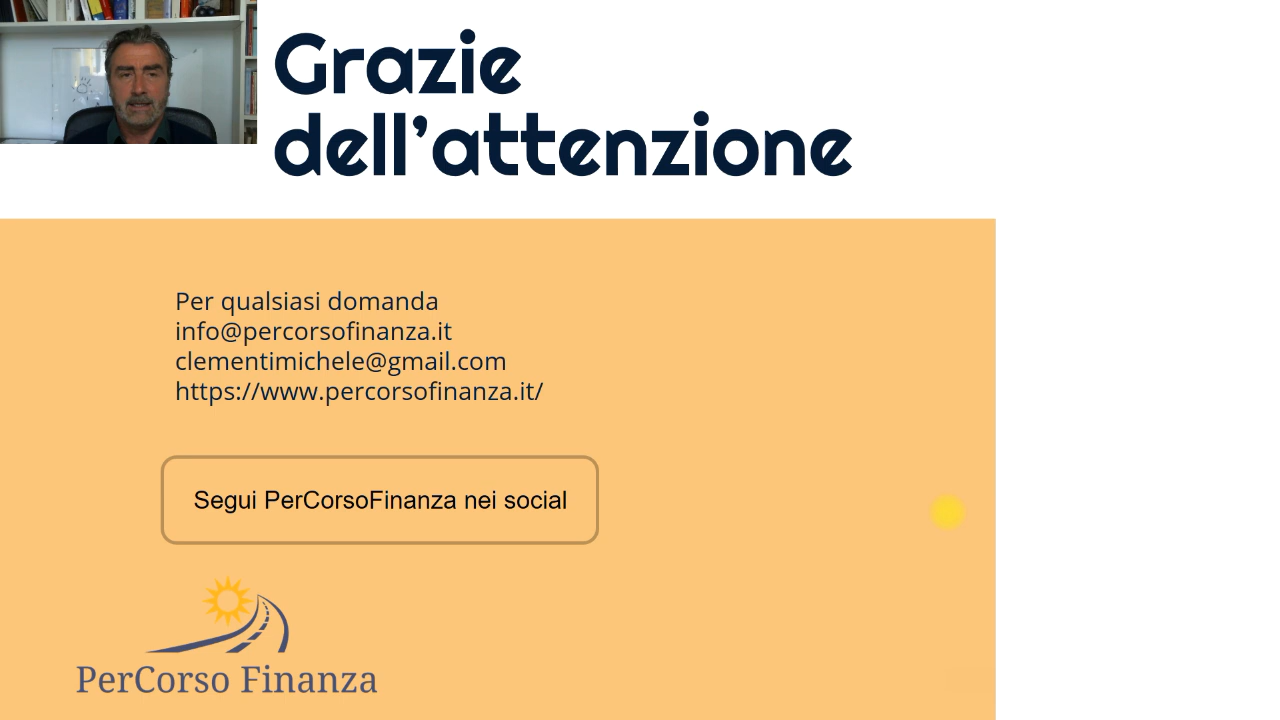 Grazie
dell’attenzione
Per qualsiasi domanda
info@percorsofinanza.it
clementimichele@gmail.com
https://www.percorsofinanza.it/
Segui PerCorsoFinanza nei social
PerCorso Finanza